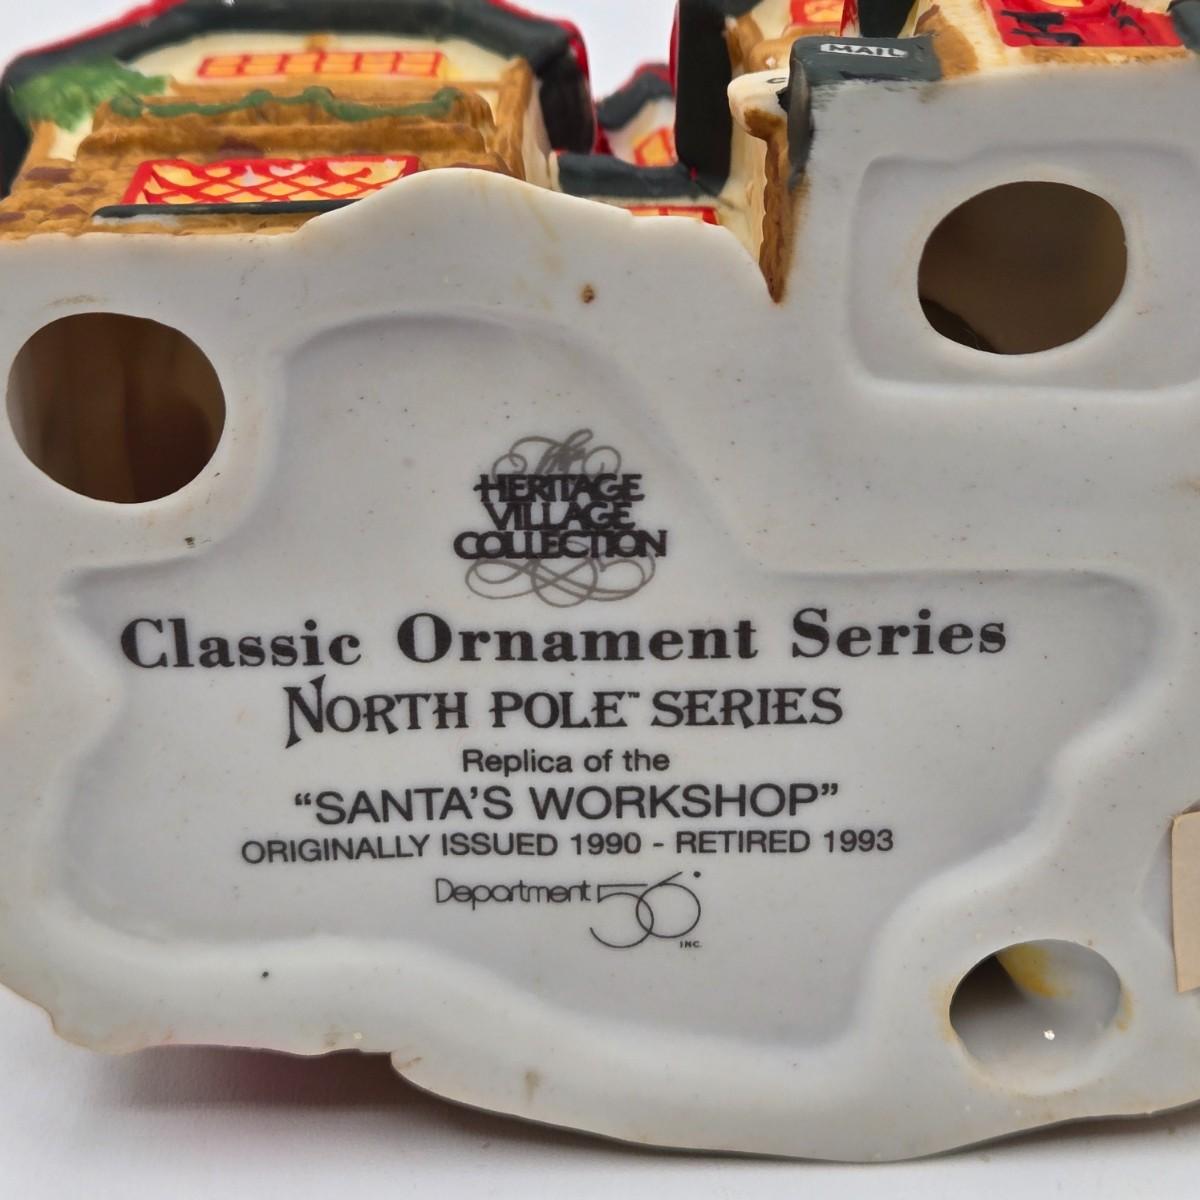 MAIL
The
HERITAGE
VILLAGE
COLLECTION
Classic Ornament Series
NORTH POLE™ SERIES
Replica of the
“SANTA’S WORKSHOP”
ORIGINALLY ISSUED 1990 - RETIRED 1993
Department 56
INC.